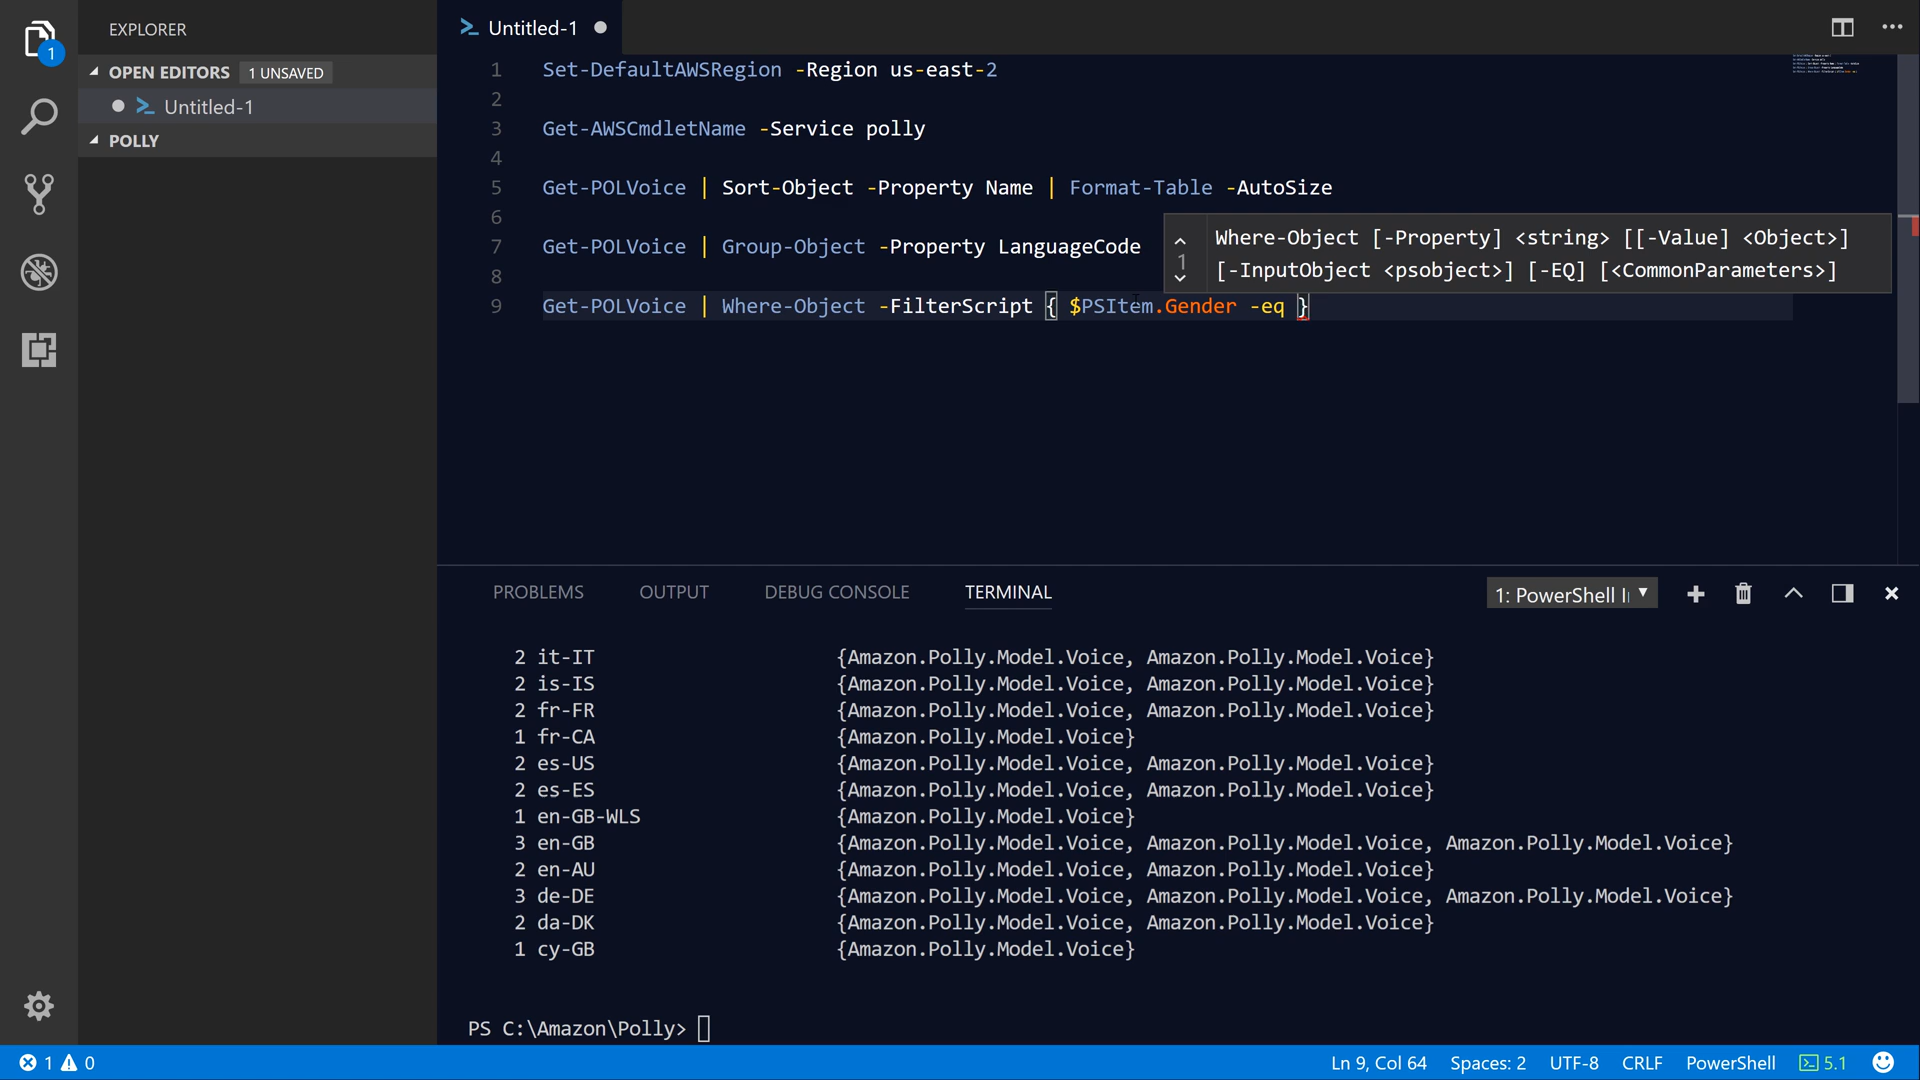 EXPLORER
1
OPEN EDITORS 1 UNSAVED
Untitled-1
POLLY
Untitled-1
1 Set-DefaultAWSRegion -Region us-east-2
2
3 Get-AWSCmdletName -Service polly
4
5 Get-POLVoice | Sort-Object -Property Name | Format-Table -AutoSize
6
7 Get-POLVoice | Group-Object -Property LanguageCode
8
9 Get-POLVoice | Where-Object -FilterScript { $PSItem.Gender -eq }
1
Where-Object [-Property] <string> [[-Value] <Object>]
[-InputObject <psobject>] [-EQ] [<CommonParameters>]
PROBLEMS OUTPUT DEBUG CONSOLE TERMINAL 1: PowerShell
2 it-IT {Amazon.Polly.Model.Voice, Amazon.Polly.Model.Voice}
2 is-IS {Amazon.Polly.Model.Voice, Amazon.Polly.Model.Voice}
2 fr-FR {Amazon.Polly.Model.Voice, Amazon.Polly.Model.Voice}
1 fr-CA {Amazon.Polly.Model.Voice}
2 es-US {Amazon.Polly.Model.Voice, Amazon.Polly.Model.Voice}
2 es-ES {Amazon.Polly.Model.Voice, Amazon.Polly.Model.Voice}
1 en-GB-WLS {Amazon.Polly.Model.Voice}
3 en-GB {Amazon.Polly.Model.Voice, Amazon.Polly.Model.Voice, Amazon.Polly.Model.Voice}
2 en-AU {Amazon.Polly.Model.Voice, Amazon.Polly.Model.Voice}
3 de-DE {Amazon.Polly.Model.Voice, Amazon.Polly.Model.Voice, Amazon.Polly.Model.Voice}
2 da-DK {Amazon.Polly.Model.Voice, Amazon.Polly.Model.Voice}
1 cy-GB {Amazon.Polly.Model.Voice}
PS C:\Amazon\Polly>
1 0 Ln 9, Col 64 Spaces: 2 UTF-8 CRLF PowerShell 5.1